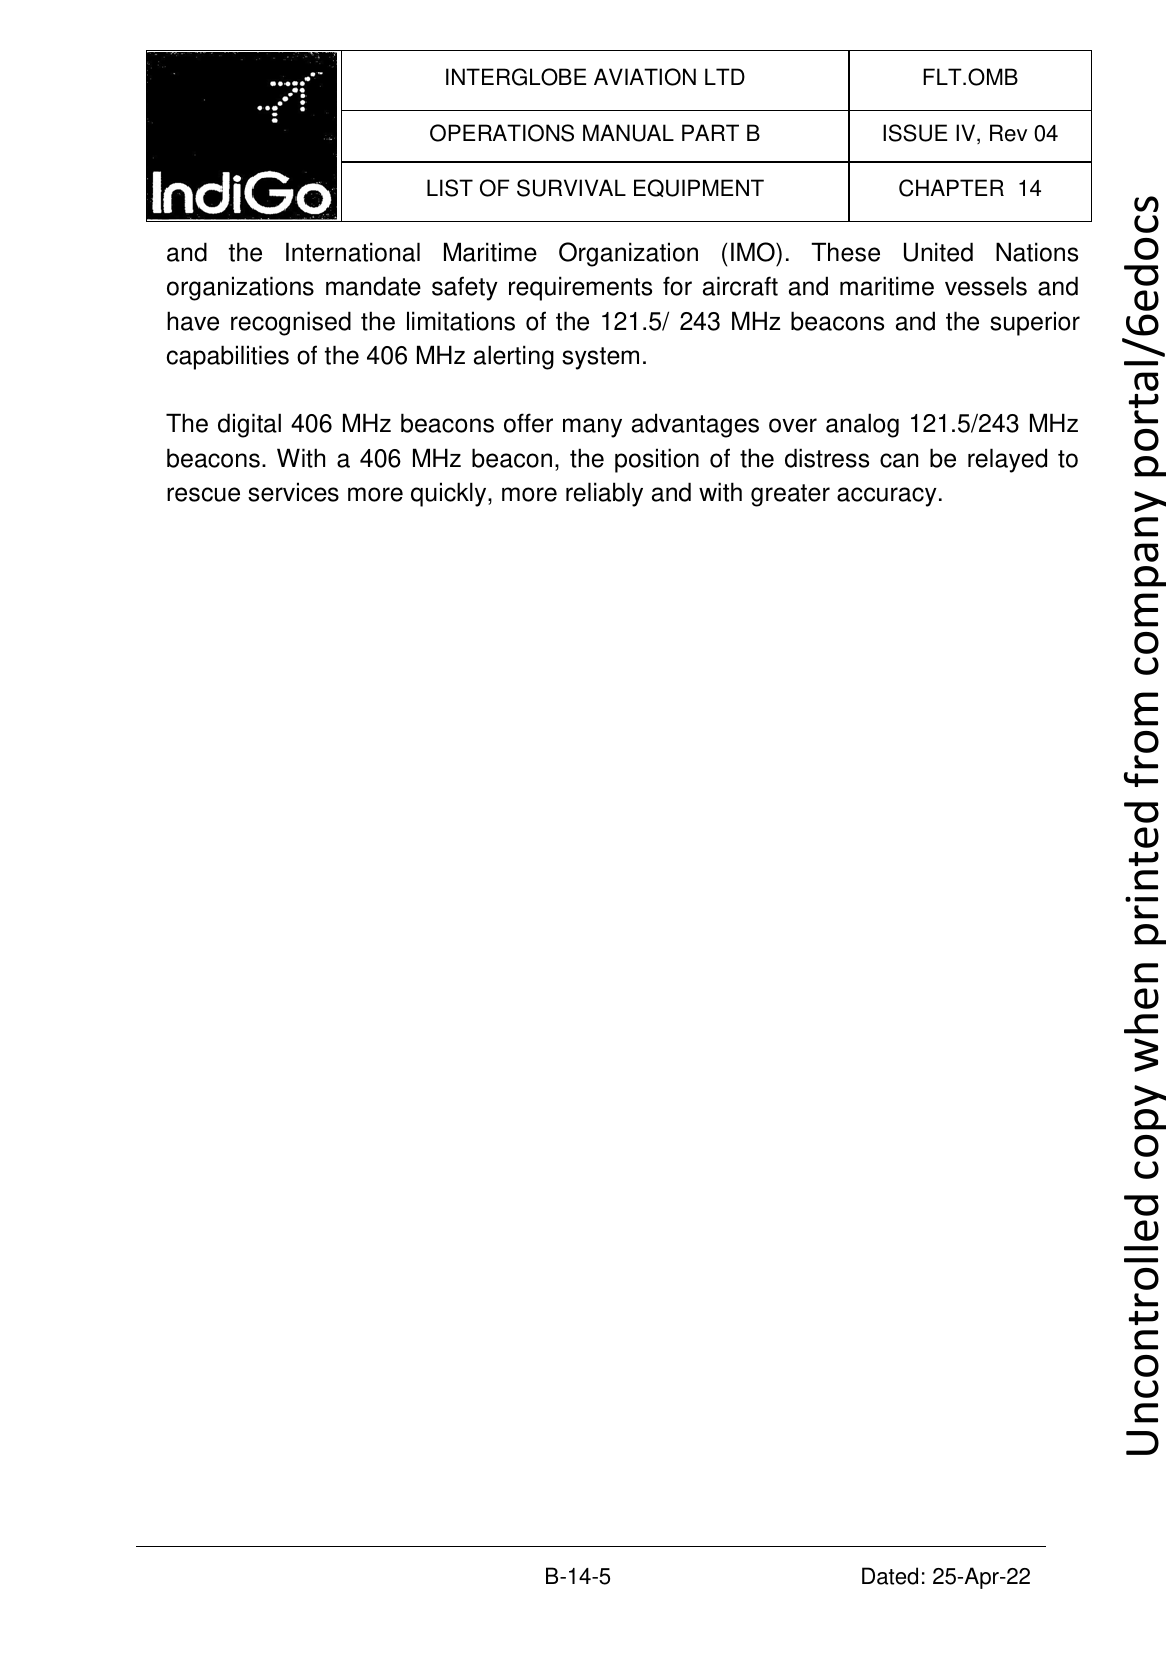 IndiGo
INTERGLOBE AVIATION LTD
FLT.OMB
OPERATIONS MANUAL PART B
ISSUE IV, Rev 04
LIST OF SURVIVAL EQUIPMENT
CHAPTER 14
and the International Maritime Organization (IMO). These United Nations
organizations mandate safety requirements for aircraft and maritime vessels and
have recognised the limitations of the 121.5/ 243 MHz beacons and the superior
capabilities of the 406 MHz alerting system.
The digital 406 MHz beacons offer many advantages over analog 121.5/243 MHz
beacons. With a 406 MHz beacon, the position of the distress can be relayed to
rescue services more quickly, more reliably and with greater accuracy.
Uncontrolled copy when printed from company portal/6edocs
B-14-5
Dated: 25-Apr-22